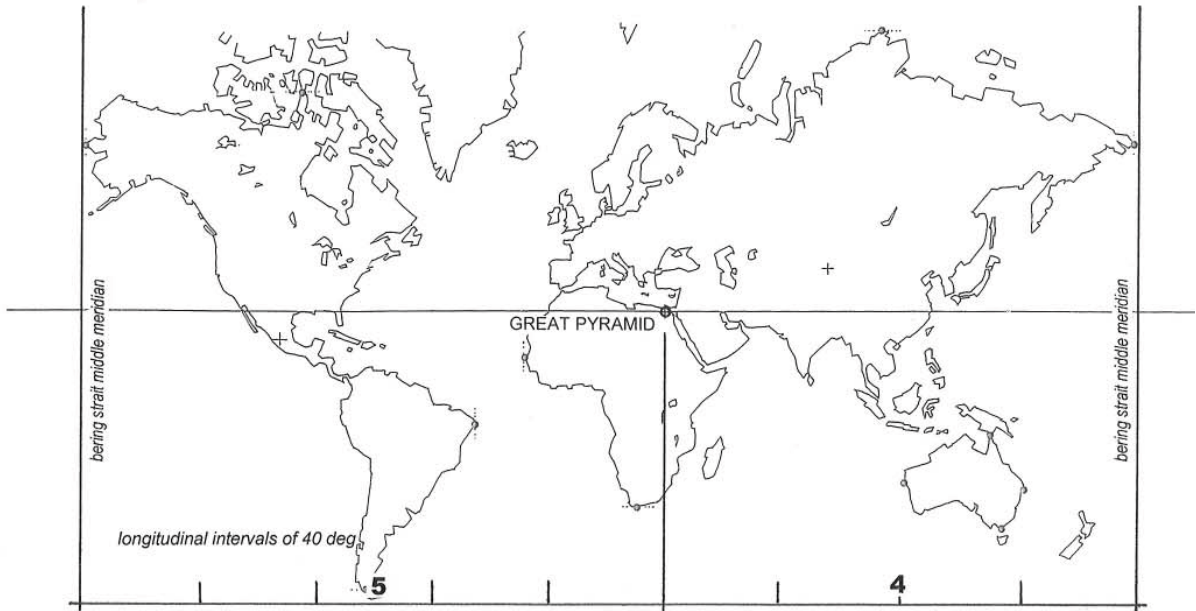 bering strait middle meridian
GREAT PYRAMID
bering strait middle meridian
longitudinal intervals of 40 deg
5
4